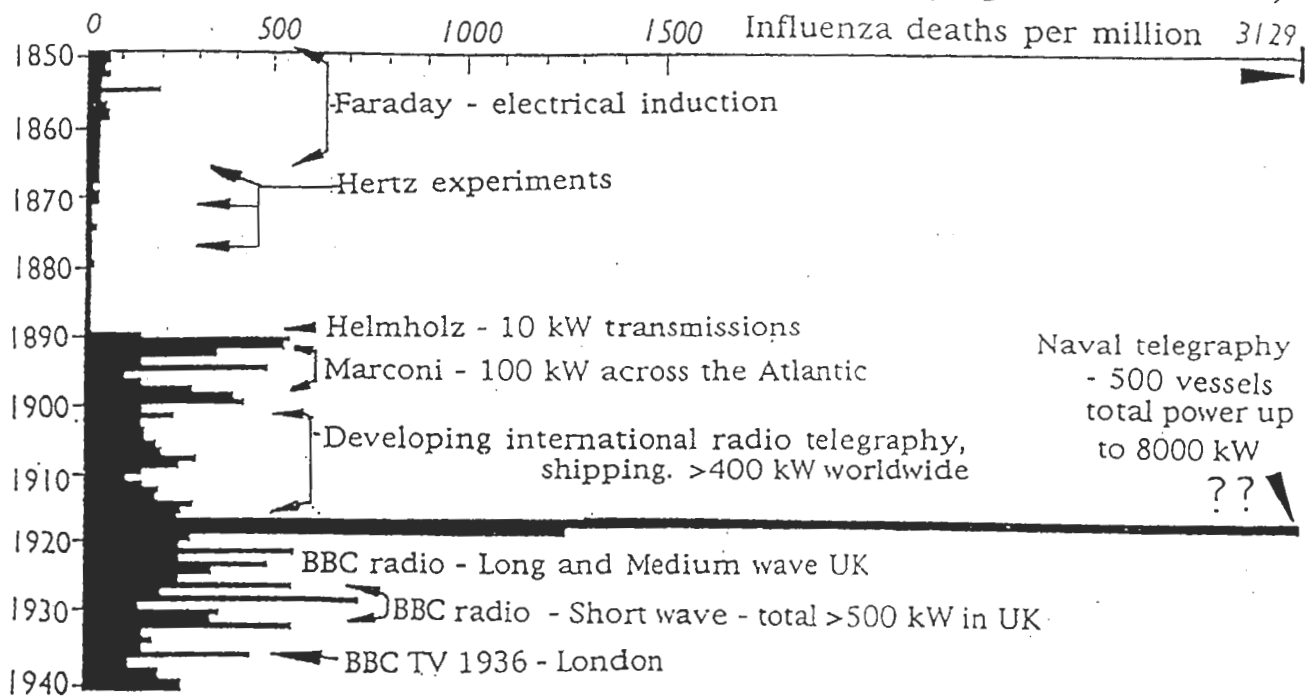 0 500 1000 1500 Influenza deaths per million 3129
1850
Faraday - electrical induction
1860
Hertz experiments
1870
1880
1890
Helmholz - 10 kW transmissions
Marconi - 100 kW across the Atlantic
1900
Naval telegraphy
- 500 vessels
total power up
to 8000 kW
??
Developing international radio telegraphy,
shipping. >400 kW worldwide
1910
1920
BBC radio - Long and Medium wave UK
1930
BBC radio - Short wave - total >500 kW in UK
BBC TV 1936 - London
1940